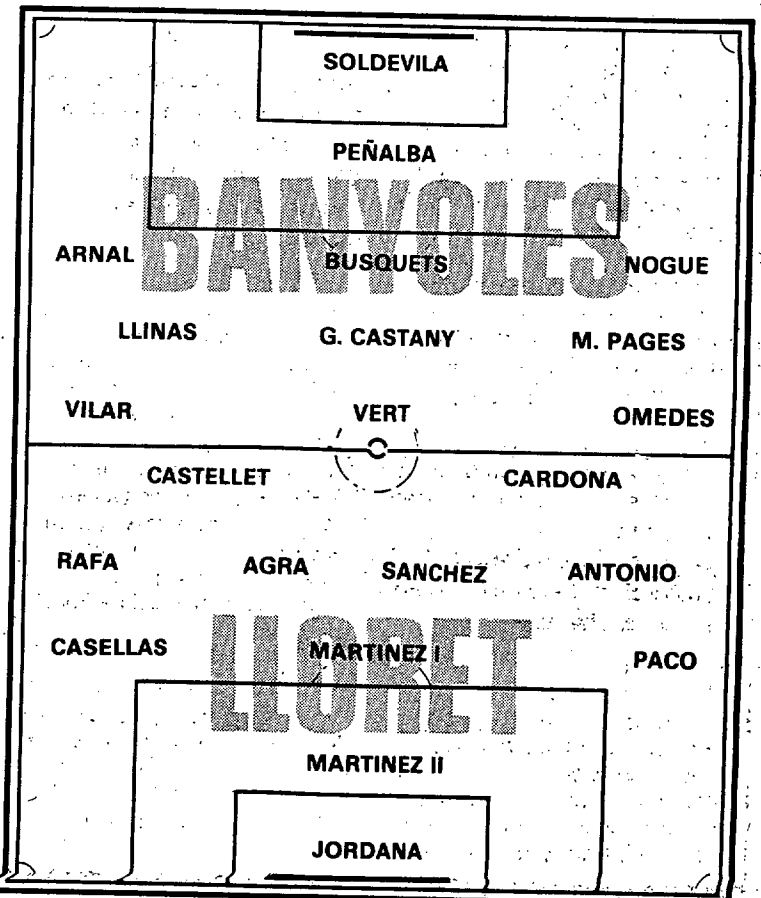 SOLDEVILA
PEÑALBA
BANYOLES
ARNAL BUSQUETS NOGUE
LLINAS G. CASTANY M. PAGES
VILAR VERT OMEDES
CASTELLET CARDONA
RAFA AGRA SANCHEZ ANTONIO
CASELLAS MARTINEZ I PACO
LLORET
MARTINEZ II
JORDANA